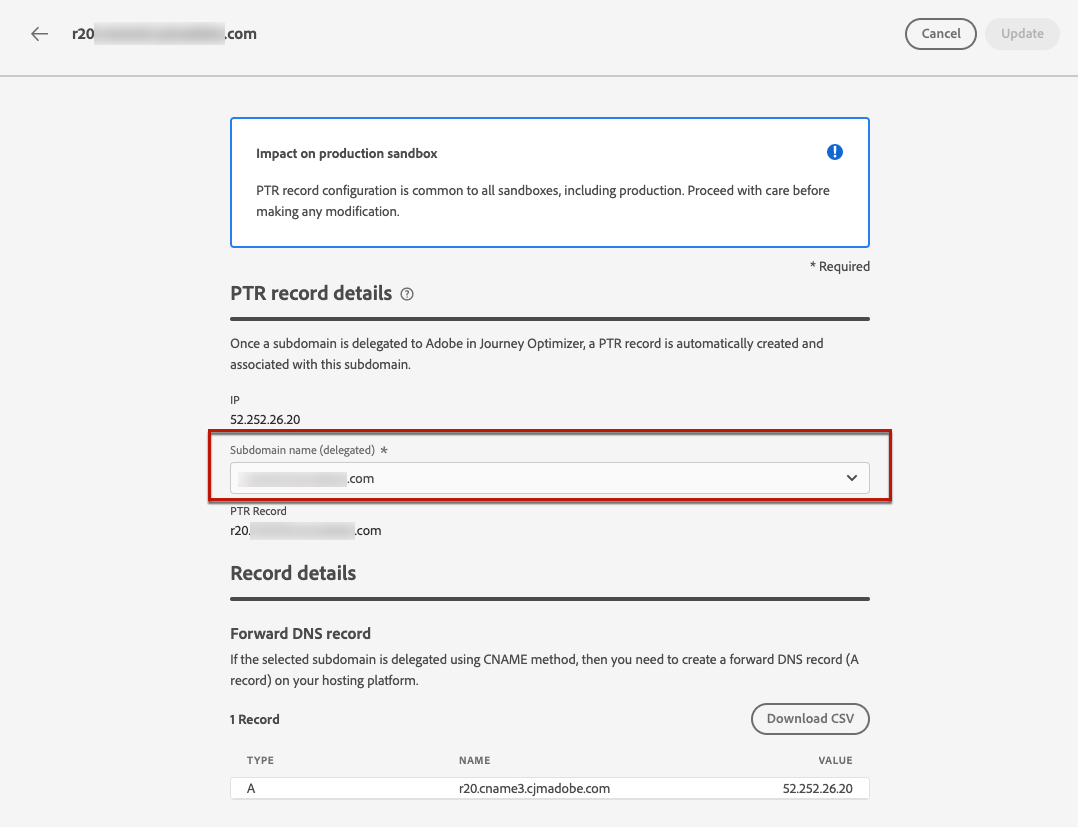 r20 .com
Cancel
Update
Impact on production sandbox
PTR record configuration is common to all sandboxes, including production. Proceed with care before
making any modification.
* Required
PTR record details
Once a subdomain is delegated to Adobe in Journey Optimizer, a PTR record is automatically created and
associated with this subdomain.
IP
52.252.26.20
Subdomain name (delegated) *
.com
PTR Record
r20. .com
Record details
Forward DNS record
If the selected subdomain is delegated using CNAME method, then you need to create a forward DNS record (A
record) on your hosting platform.
1 Record
Download CSV
TYPE NAME VALUE
A r20.cname3.cjmadobe.com 52.252.26.20